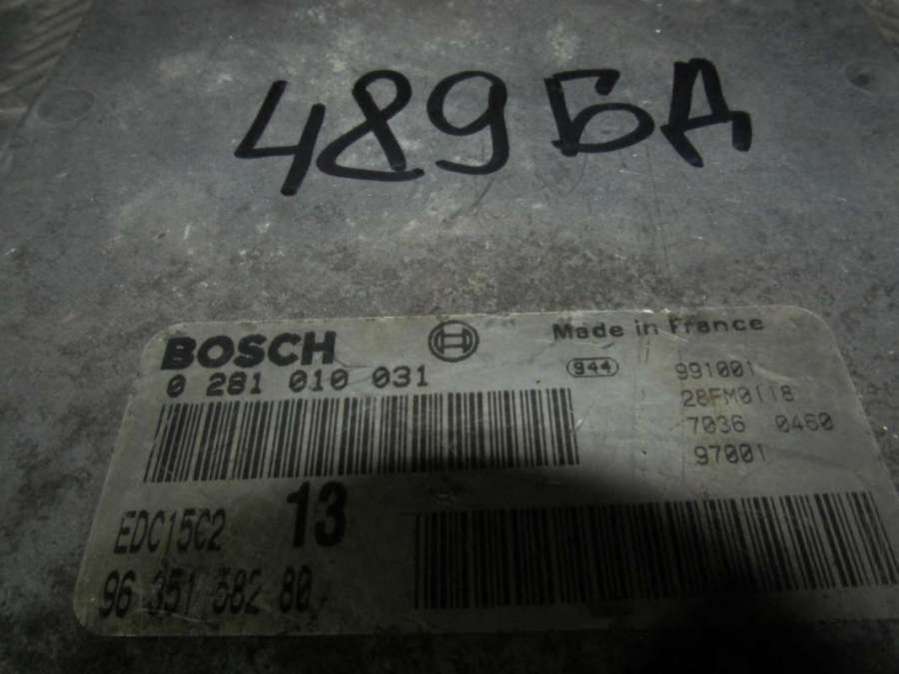 489БД
BOSCH
Made in France
0 281 010 031
944
991001
28FM0118
7036 0460
97001
EDC15C2
13
96 351 582 80